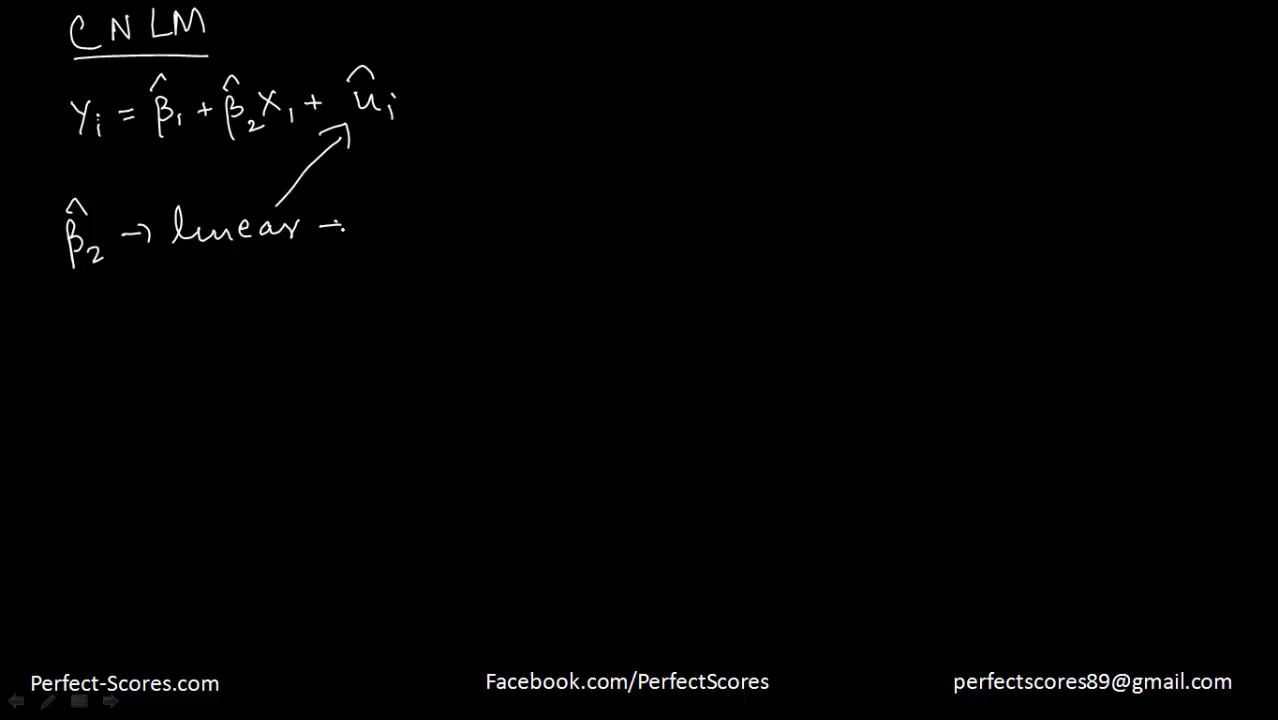 CNLM
Yi = β̂1 + β̂2X1 + ûi
β̂2 → linear →
Perfect-Scores.com
Facebook.com/PerfectScores
perfectscores89@gmail.com